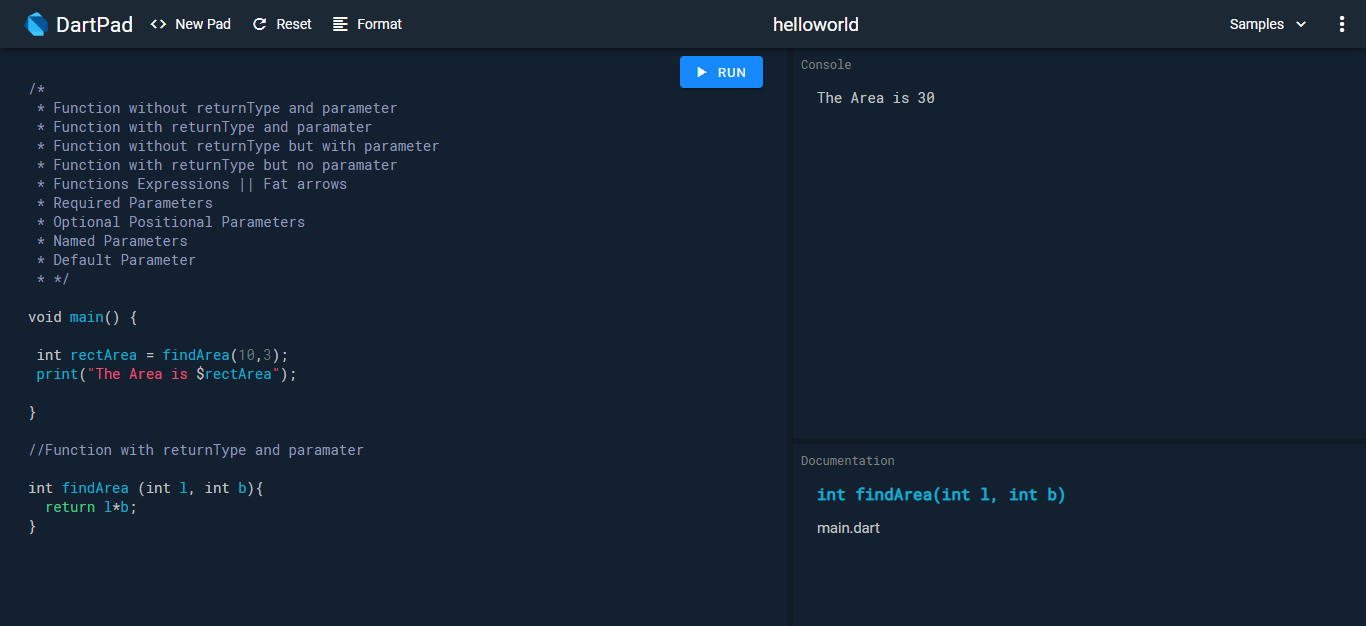 DartPad <> New Pad Reset Format helloworld Samples
RUN
/*
* Function without returnType and parameter
* Function with returnType and paramater
* Function without returnType but with parameter
* Function with returnType but no paramater
* Functions Expressions || Fat arrows
* Required Parameters
* Optional Positional Parameters
* Named Parameters
* Default Parameter
* */
void main() {
int rectArea = findArea(10,3);
print("The Area is $rectArea");
}
//Function with returnType and paramater
int findArea (int l, int b){
return l*b;
}
Console
The Area is 30
Documentation
int findArea(int l, int b)
main.dart